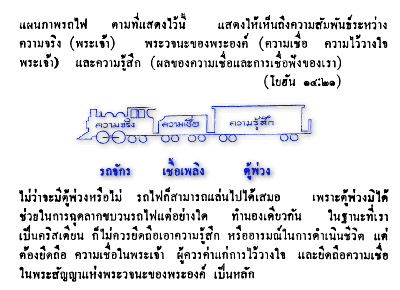 แผนภาพรถไฟ ตามที่แสดงไว้นี้ แสดงให้เห็นถึงความสัมพันธ์ระหว่าง
ความจริง (พระเจ้า) พระวจนะของพระองค์ (ความเชื่อ ความไว้วางใจ
พระเจ้า) และความรู้สึก (ผลของความเชื่อและการเชื่อฟังของเรา)
(โยฮัน ๑๔:๒๑)
ความจริง ความเชื่อ ความรู้สึก
รถจักร เชื้อเพลิง ตู้พ่วง
ไม่ว่าจะมีตู้พ่วงหรือไม่ รถไฟก็สามารถแล่นไปได้เสมอ เพราะตู้พ่วงมิได้
ช่วยในการฉุดลากขบวนรถไฟแต่อย่างใด ทำนองเดียวกัน ในฐานะที่เรา
เป็นคริสเตียน ก็ไม่ควรยึดถือเอาความรู้สึก หรืออารมณ์ในการดำเนินชีวิต แต่
ต้องยึดถือ ความเชื่อในพระเจ้า ผู้ควรค่าแก่การไว้วางใจ และยึดถือความเชื่อ
ในพระสัญญาแห่งพระวจนะของพระองค์ เป็นหลัก